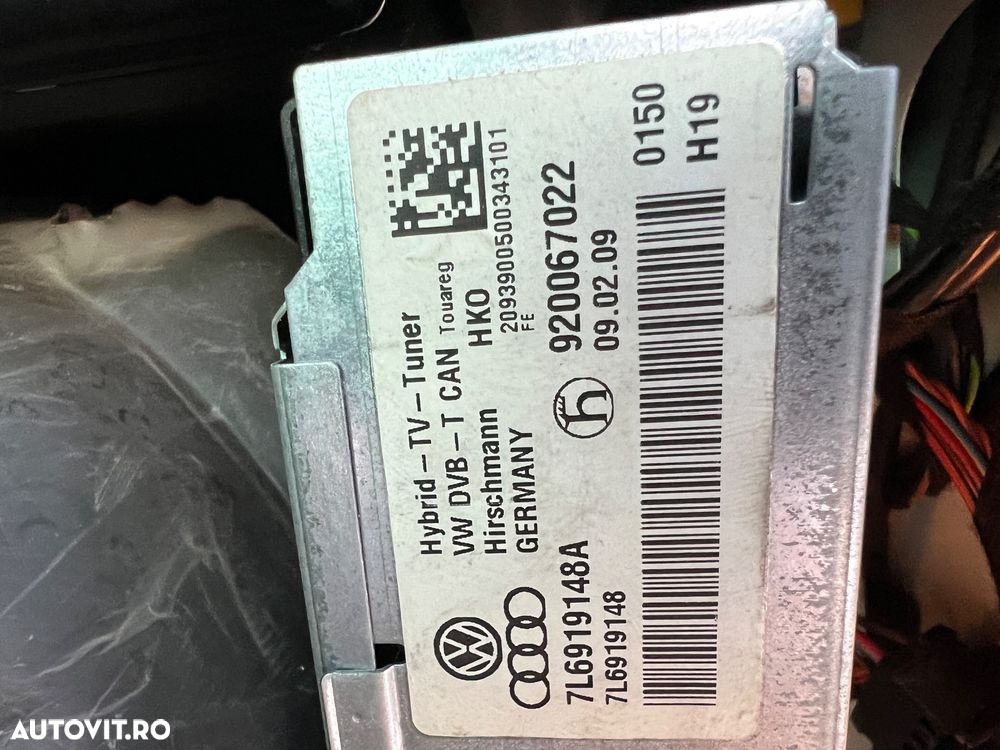 Hybrid-TV-Tuner
VW DVB-T CAN Touareg
Hirschmann HKO
GERMANY 2093900500343101
FE
7L6919148A h 920067022
7L6919148 09.02.09
0150
H19
AUTOVIT.RO